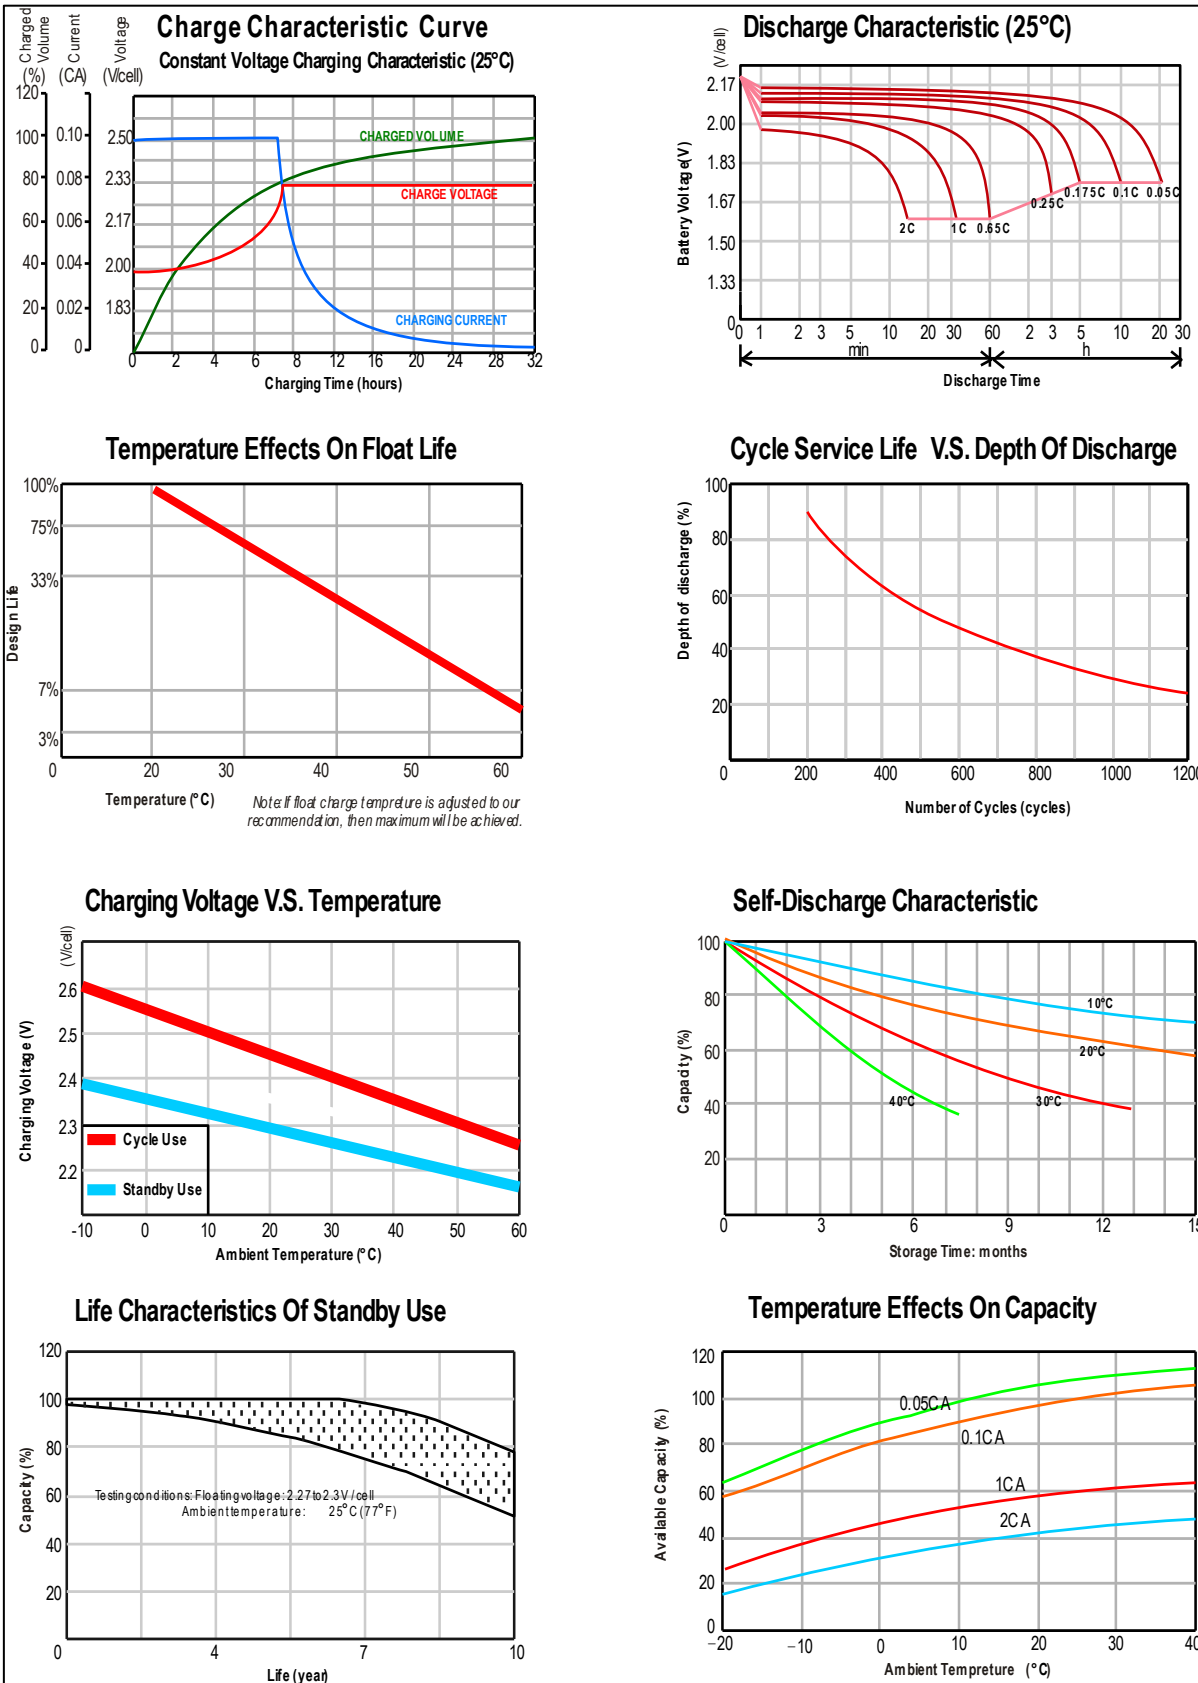 Charge Characteristic Curve
Constant Voltage Charging Characteristic (25°C)
Charged Volume Current Voltage
(%) (CA) (V/cell)
120
100 0.10 2.50
80 0.08 2.33
60 0.06 2.17
40 0.04 2.00
20 0.02 1.83
0 0
CHARGED VOLUME
CHARGE VOLTAGE
CHARGING CURRENT
0 2 4 6 8 12 16 20 24 28 32
Charging Time (hours)
Discharge Characteristic (25°C)
(V/cell)
Battery Voltage(V)
2.17
2.00
1.83
1.67
1.50
1.33
0
2C 1C 0.65C 0.25C 0.175C 0.1C 0.05C
0 1 2 3 5 10 20 30 60 2 3 5 10 20 30
min h
Discharge Time
Temperature Effects On Float Life
Design Life
100%
75%
33%
7%
3%
0 20 30 40 50 60
Temperature (°C)
Note: If float charge tempreture is adjusted to our
recommendation, then maximum will be achieved.
Cycle Service Life V.S. Depth Of Discharge
Depth of discharge (%)
100
80
60
40
20
0 200 400 600 800 1000 1200
Number of Cycles (cycles)
Charging Voltage V.S. Temperature
(V/cell)
Charging Voltage (V)
2.6
2.5
2.4
2.3
2.2
Cycle Use
Standby Use
-10 0 10 20 30 40 50 60
Ambient Temperature (°C)
Self-Discharge Characteristic
Capacity (%)
100
80
60
40
20
10°C
20°C
30°C
40°C
0 3 6 9 12 15
Storage Time: months
Life Characteristics Of Standby Use
Capacity (%)
120
100
80
60
40
20
Testing conditions: Floating voltage: 2.27 to 2.3V / cell
Ambient temperature: 25°C (77°F)
0 4 7 10
Life (year)
Temperature Effects On Capacity
Available Capacity (%)
120
100
80
60
40
20
0
0.05CA
0.1CA
1CA
2CA
-20 -10 0 10 20 30 40
Ambient Tempreture (°C)